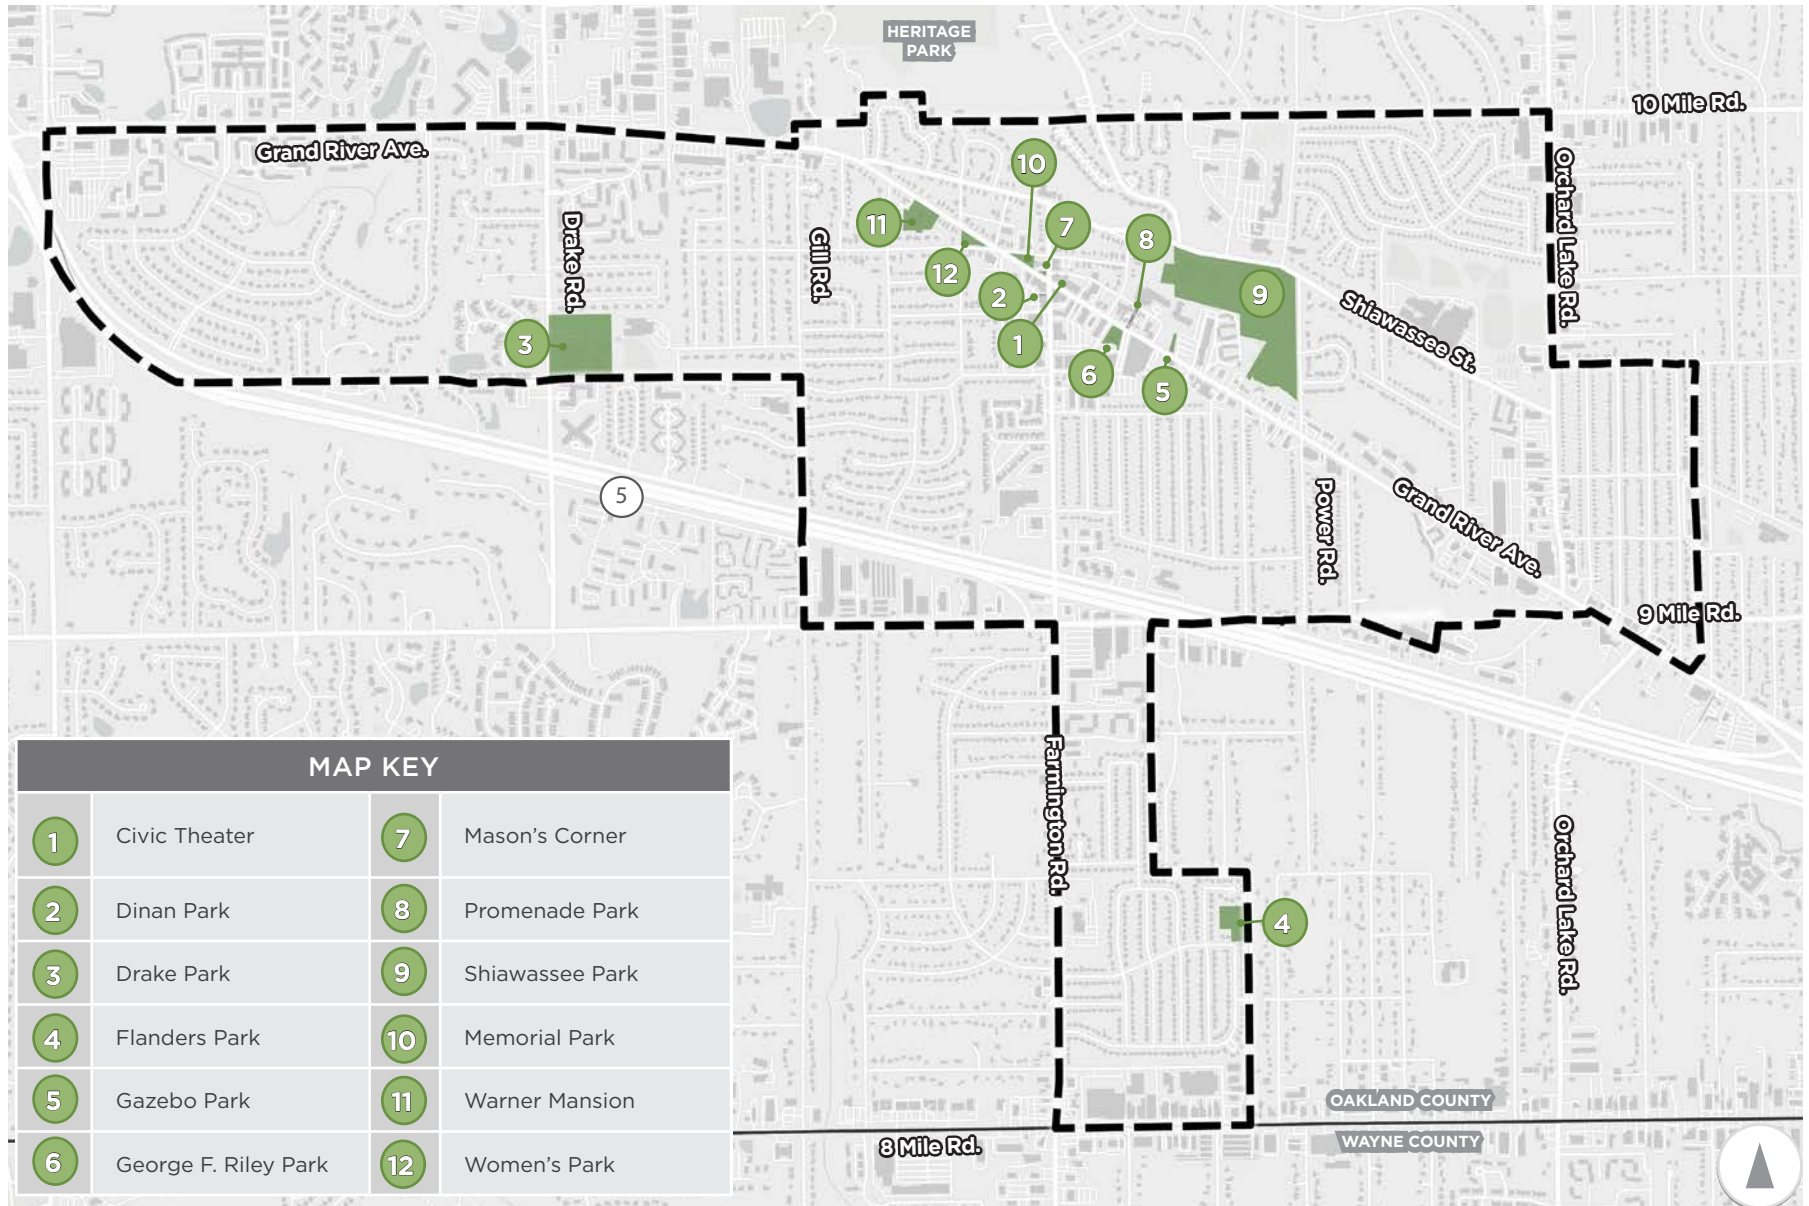 HERITAGE
PARK
10 Mile Rd.
Grand River Ave.
Orchard Lake Rd.
Drake Rd.
Gill Rd.
10
11
7
8
12
2
9
3
1
6
5
Shiawassee St.
5
Power Rd.
Grand River Ave.
9 Mile Rd.
Farmington Rd.
Orchard Lake Rd.
4
MAP KEY
1 Civic Theater 7 Mason's Corner
2 Dinan Park 8 Promenade Park
3 Drake Park 9 Shiawassee Park
4 Flanders Park 10 Memorial Park
5 Gazebo Park 11 Warner Mansion
6 George F. Riley Park 12 Women's Park
OAKLAND COUNTY
8 Mile Rd.
WAYNE COUNTY